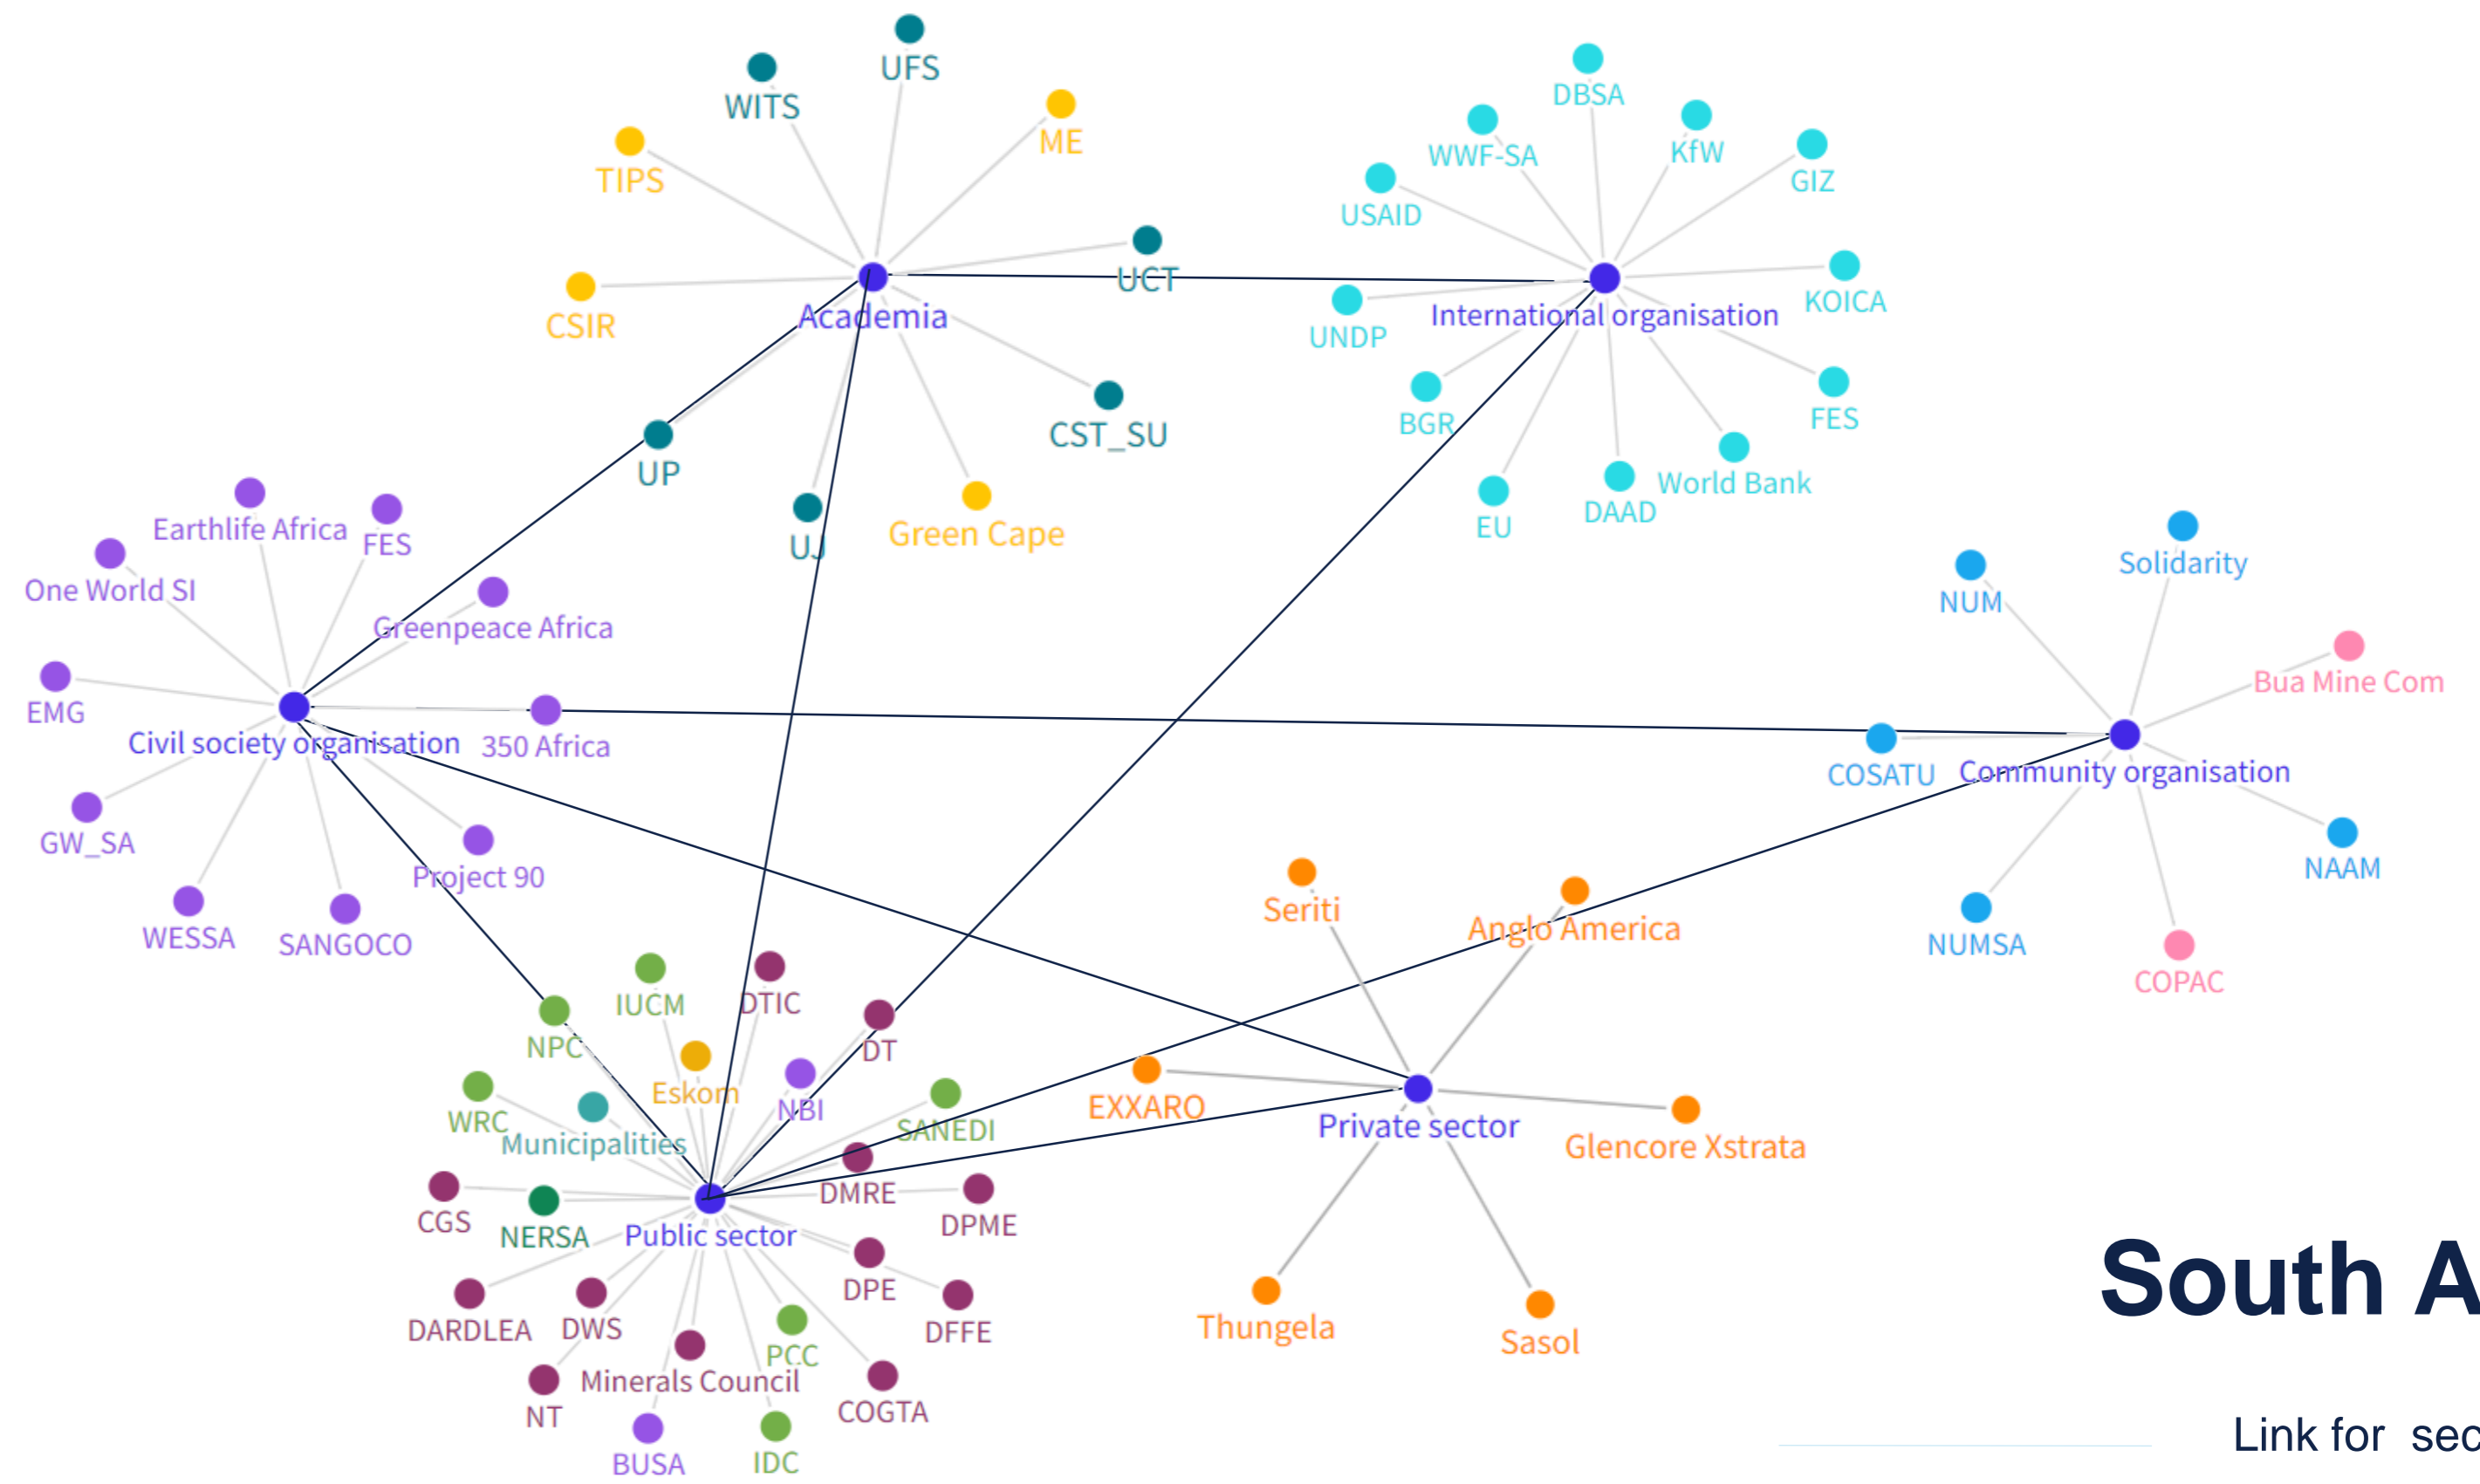 UFS
WITS
ME
TIPS
UCT
CSIR
Academia
CST_SU
UP
UJ
Green Cape
DBSA
WWF-SA
KfW
GIZ
USAID
KOICA
International organisation
UNDP
FES
BGR
World Bank
DAAD
EU
Earthlife Africa
FES
One World SI
Greenpeace Africa
EMG
Civil society organisation
350 Africa
GW_SA
Project 90
WESSA
SANGOCO
Solidarity
NUM
Bua Mine Com
COSATU
Community organisation
NAAM
NUMSA
COPAC
Seriti
Anglo America
EXXARO
Private sector
Glencore Xstrata
Thungela
Sasol
IUCM
DTIC
NPC
DT
Eskom
NBI
WRC
Municipalities
SANEDI
DMRE
CGS
NERSA
Public sector
DPME
DPE
DARDLEA
DWS
DFFE
PCC
Minerals Council
NT
COGTA
BUSA
IDC
South A
Link for sec